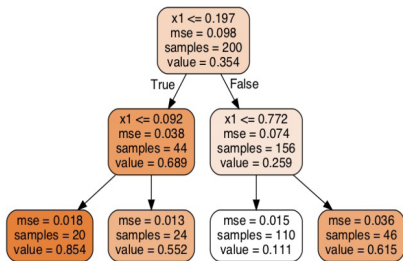 x1 <= 0.197
mse = 0.098
samples = 200
value = 0.354
True
False
x1 <= 0.092
mse = 0.038
samples = 44
value = 0.689
x1 <= 0.772
mse = 0.074
samples = 156
value = 0.259
mse = 0.018
samples = 20
value = 0.854
mse = 0.013
samples = 24
value = 0.552
mse = 0.015
samples = 110
value = 0.111
mse = 0.036
samples = 46
value = 0.615